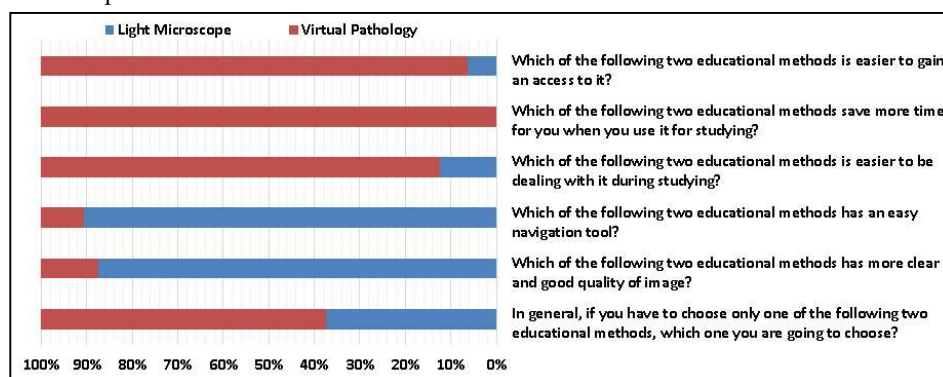 Light Microscope Virtual Pathology
Which of the following two educational methods is easier to gain
an access to it?
Which of the following two educational methods save more time
for you when you use it for studying?
Which of the following two educational methods is easier to be
dealing with it during studying?
Which of the following two educational methods has an easy
navigation tool?
Which of the following two educational methods has more clear
and good quality of image?
In general, if you have to choose only one of the following two
educational methods, which one you are going to choose?
100% 90% 80% 70% 60% 50% 40% 30% 20% 10% 0%